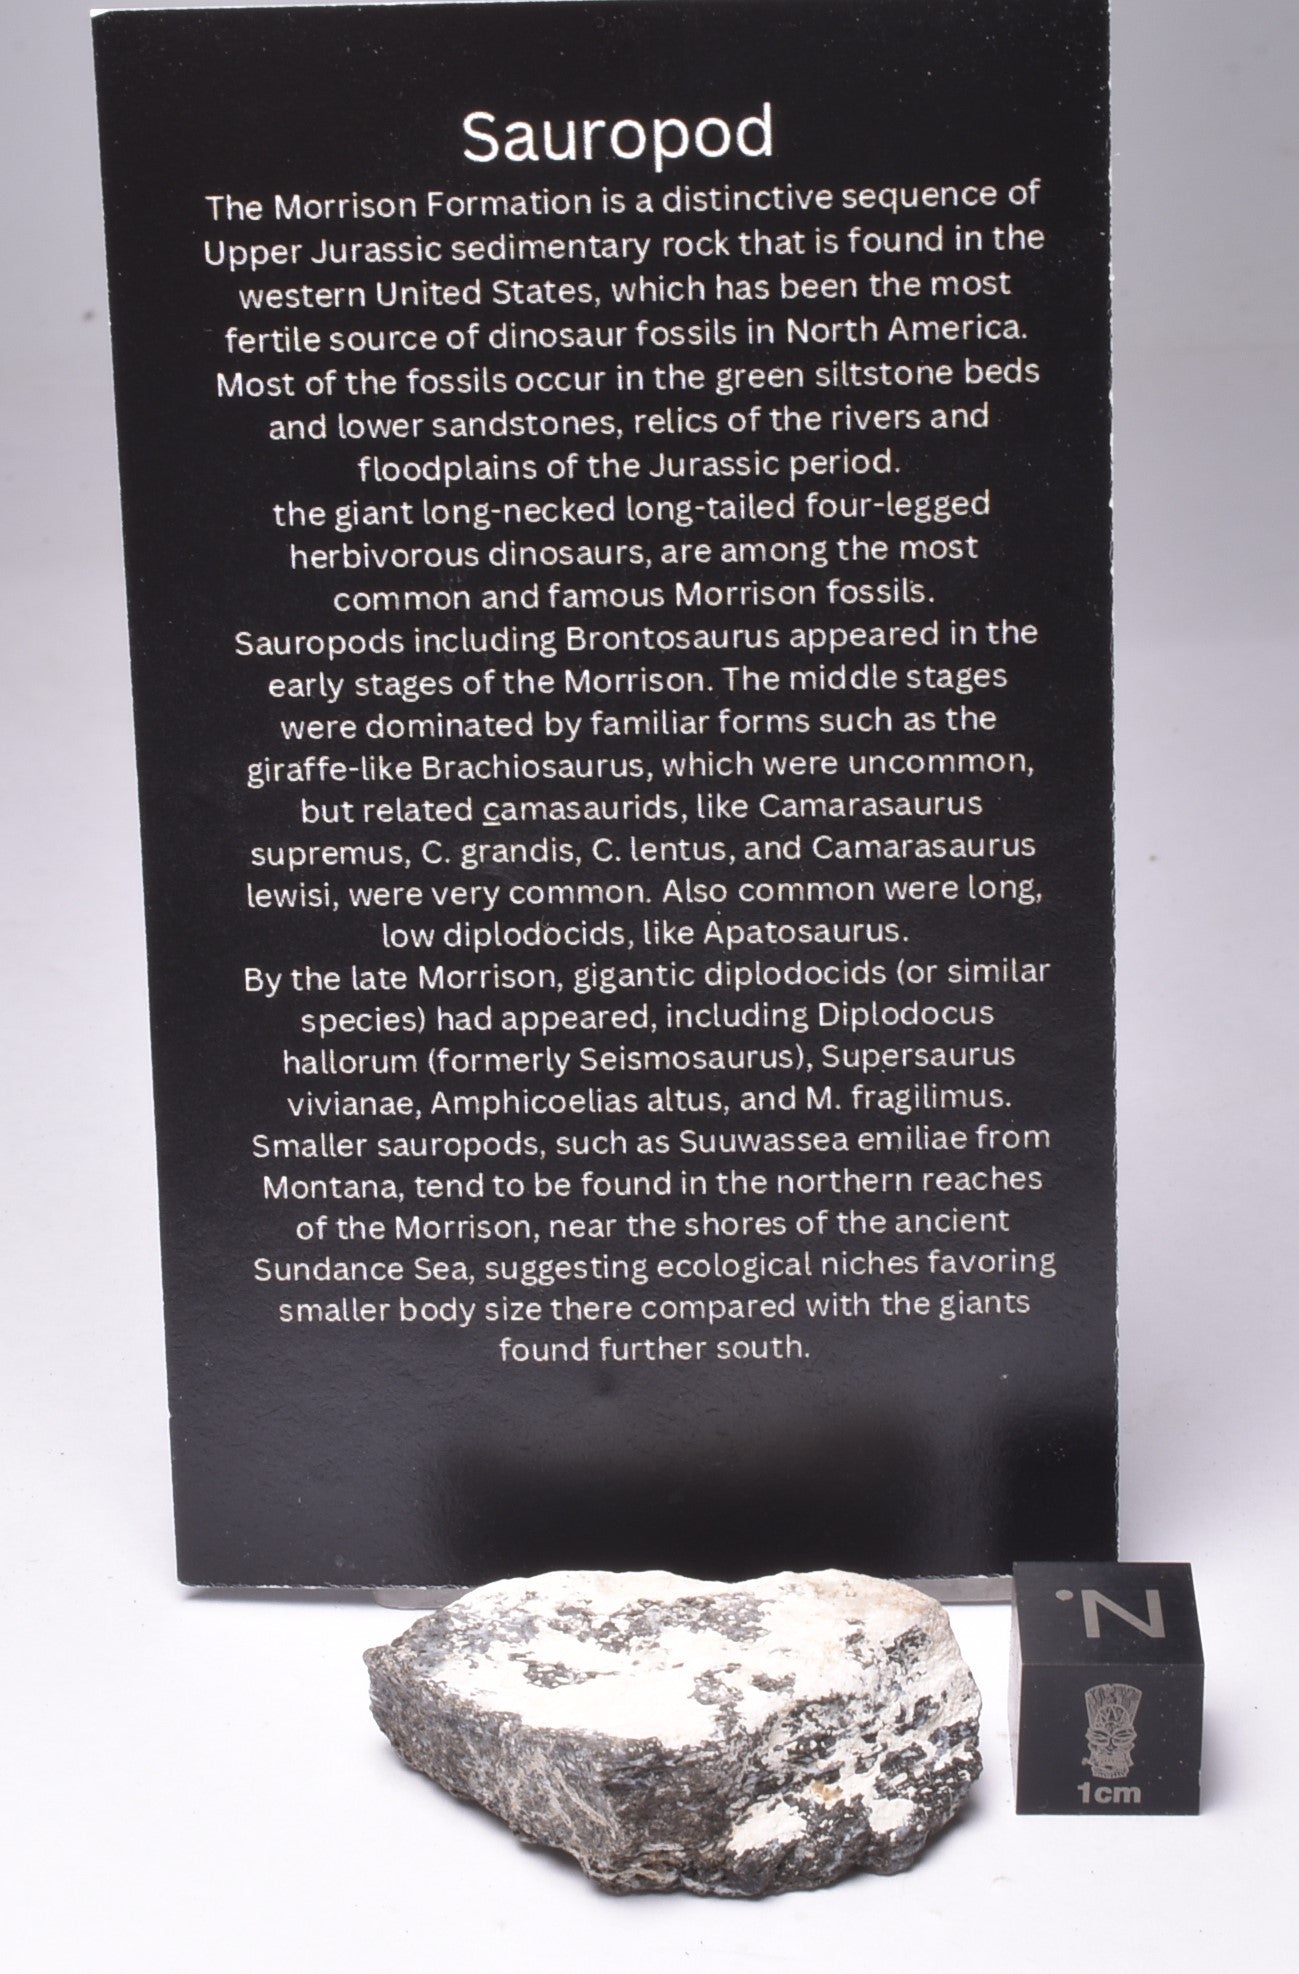 Sauropod
The Morrison Formation is a distinctive sequence of
Upper Jurassic sedimentary rock that is found in the
western United States, which has been the most
fertile source of dinosaur fossils in North America.
Most of the fossils occur in the green siltstone beds
and lower sandstones, relics of the rivers and
floodplains of the Jurassic period.
the giant long-necked long-tailed four-legged
herbivorous dinosaurs, are among the most
common and famous Morrison fossils.
Sauropods including Brontosaurus appeared in the
early stages of the Morrison. The middle stages
were dominated by familiar forms such as the
giraffe-like Brachiosaurus, which were uncommon,
but related camasaurids, like Camarasaurus
supremus, C. grandis, C. lentus, and Camarasaurus
lewisi, were very common. Also common were long,
low diplodocids, like Apatosaurus.
By the late Morrison, gigantic diplodocids (or similar
species) had appeared, including Diplodocus
hallorum (formerly Seismosaurus), Supersaurus
vivianae, Amphicoelias altus, and M. fragilimus.
Smaller sauropods, such as Suuwassea emiliae from
Montana, tend to be found in the northern reaches
of the Morrison, near the shores of the ancient
Sundance Sea, suggesting ecological niches favoring
smaller body size there compared with the giants
found further south.
N
1cm